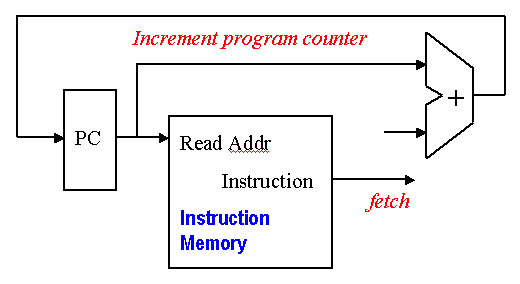 Increment program counter
+
PC
Read Addr
Instruction
fetch
Instruction
Memory